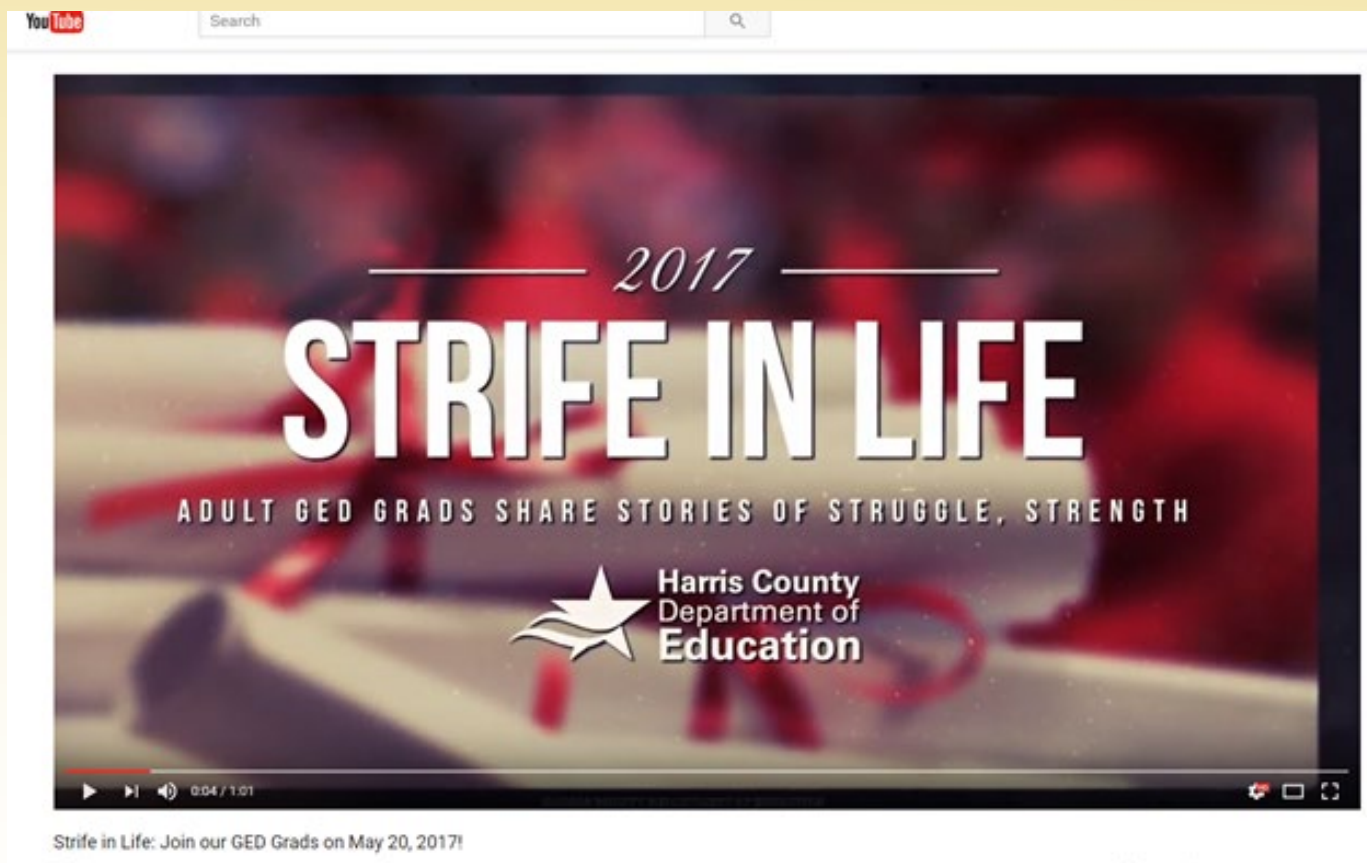 YouTube
Search
2017
STRIFE IN LIFE
ADULT GED GRADS SHARE STORIES OF STRUGGLE, STRENGTH
Harris County
Department of
Education
0:04 / 1:01
Strife in Life: Join our GED Grads on May 20, 2017!